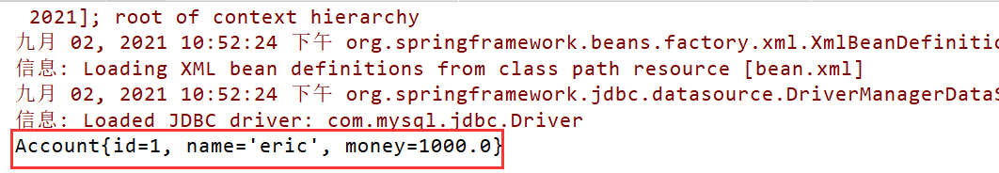 2021]; root of context hierarchy
九月 02, 2021 10:52:24 下午 org.springframework.beans.factory.xml.XmlBeanDefinitio
信息: Loading XML bean definitions from class path resource [bean.xml]
九月 02, 2021 10:52:24 下午 org.springframework.jdbc.datasource.DriverManagerDataS
信息: Loaded JDBC driver: com.mysql.jdbc.Driver
Account{id=1, name='eric', money=1000.0}